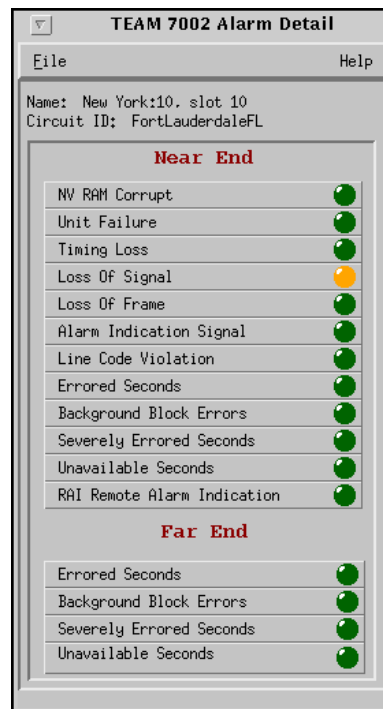 TEAM 7002 Alarm Detail
File Help
Name: New York:10, slot 10
Circuit ID: FortLauderdaleFL
Near End
NV RAM Corrupt
Unit Failure
Timing Loss
Loss Of Signal
Loss Of Frame
Alarm Indication Signal
Line Code Violation
Errored Seconds
Background Block Errors
Severely Errored Seconds
Unavailable Seconds
RAI Remote Alarm Indication
Far End
Errored Seconds
Background Block Errors
Severely Errored Seconds
Unavailable Seconds